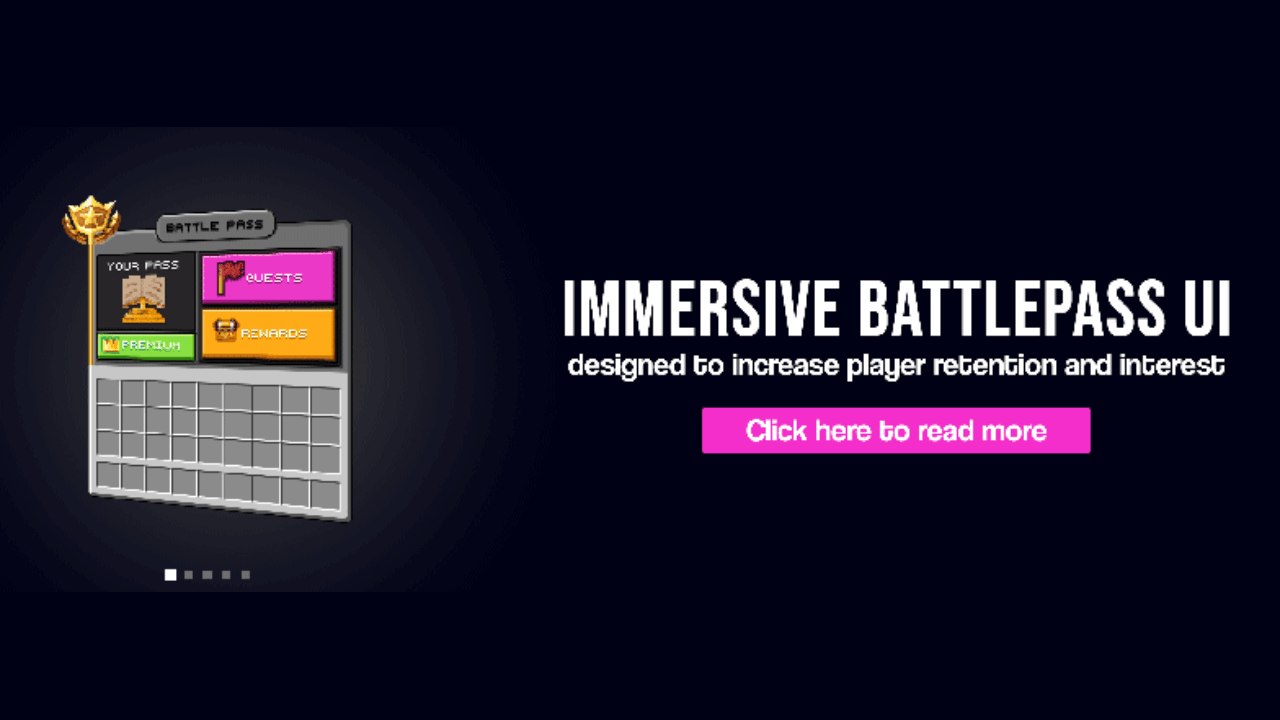 BATTLE PASS
YOUR PASS
QUESTS
REWARDS
PREMIUM
IMMERSIVE BATTLEPASS UI
designed to increase player retention and interest
Click here to read more